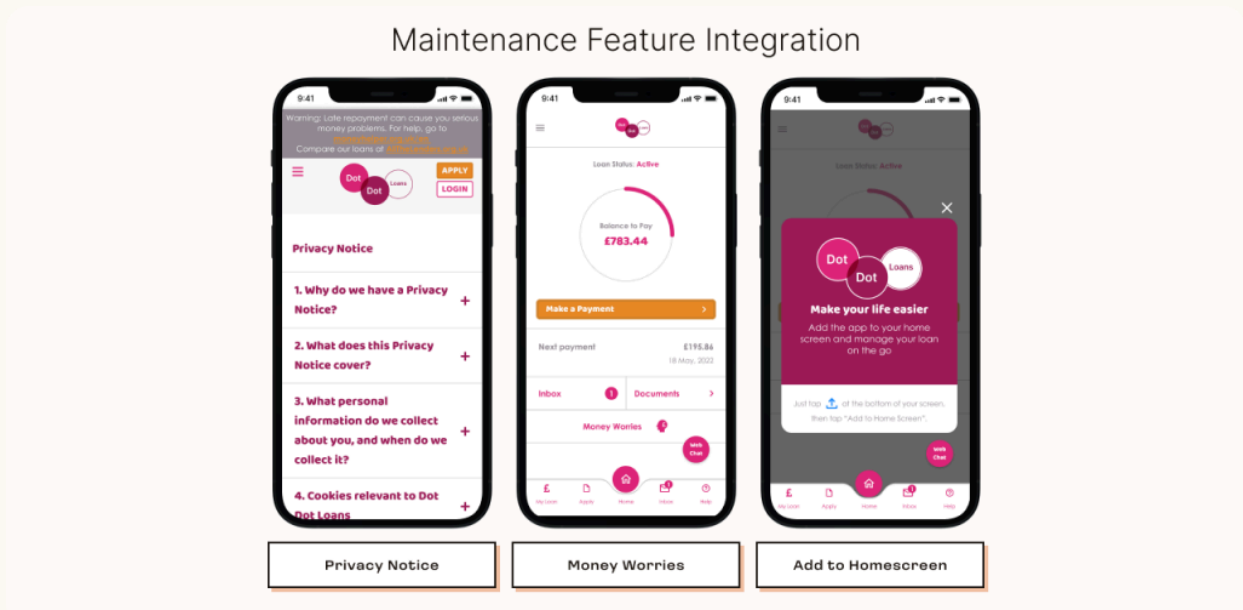 Maintenance Feature Integration
9:41
Warning: Late repayment can cause you serious
money problems. For help, go to
Compare our loans at
APPLY
Dot
Dot
Loans
LOGIN
Privacy Notice
1. Why do we have a Privacy
Notice?
+
2. What does this Privacy
Notice cover?
+
3. What personal
information do we collect
about you, and when do we
collect it?
+
4. Cookies relevant to Dot
Dot Loans
+
Privacy Notice
9:41
Dot
Dot
Loans
Loan Status: Active
Balance to Pay
£783.44
Make a Payment
Next payment £195.86
18 May, 2022
Inbox 1 Documents
Money Worries
Web
Chat
£ 1
My Loan Apply Home Inbox Help
Money Worries
9:41
Dot
Dot
Loans
Loan Status: Active
Dot
Dot
Loans
Make your life easier
Add the app to your home
screen and manage your loan
on the go
Just tap at the bottom of your screen,
then tap "Add to Home Screen".
Web
Chat
£ 1
My Loan Apply Home Inbox Help
Add to Homescreen